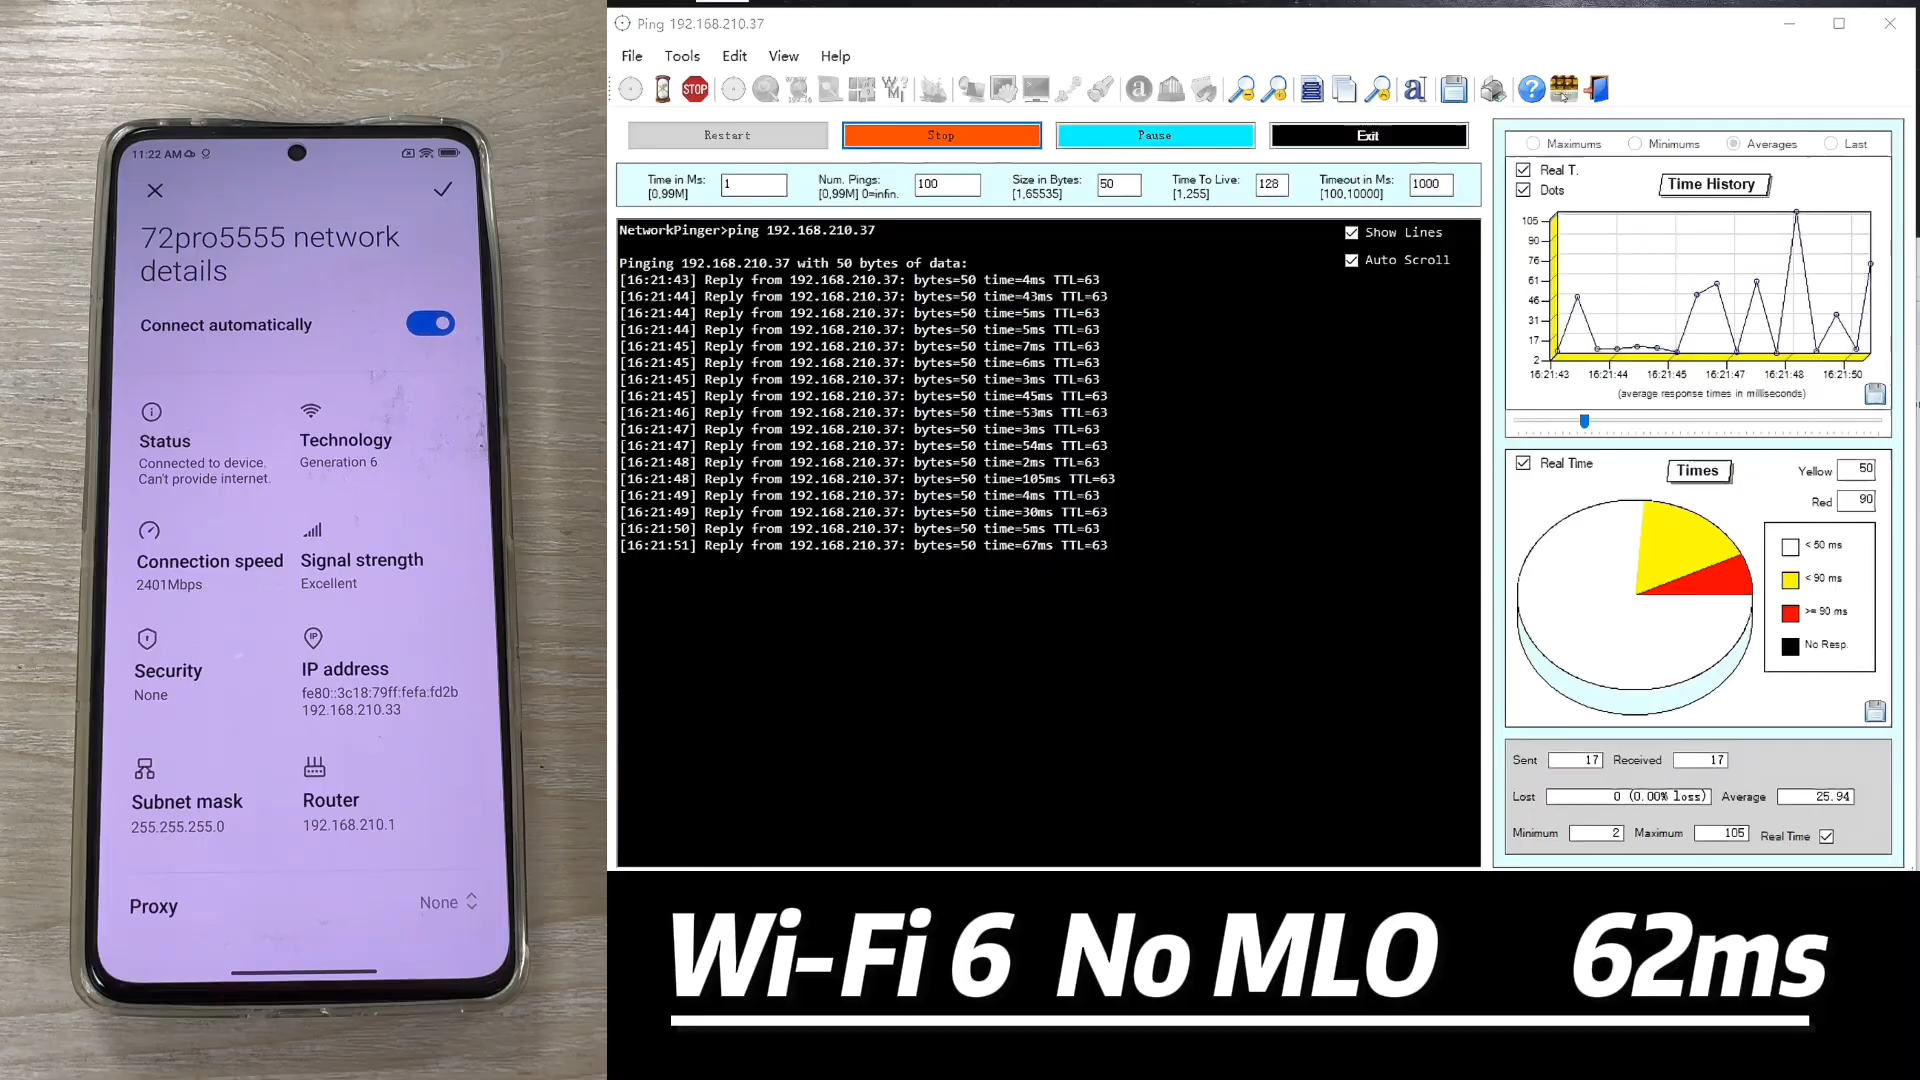 11:22 AM
72pro5555 network
details
Connect automatically
Status
Connected to device.
Can't provide internet.
Technology
Generation 6
Connection speed
2401Mbps
Signal strength
Excellent
Security
None
IP address
fe80::3c18:79ff:fefa:fd2b
192.168.210.33
Subnet mask
255.255.255.0
Router
192.168.210.1
Proxy
None
Ping 192.168.210.37
File Tools Edit View Help
STOP
Restart Stop Pause Exit
Time in Ms: 1 Num. Pings: 100 Size in Bytes: 50 Time To Live: 128 Timeout in Ms: 1000
[0,99M] [0,99M] 0=infin. [1,65535] [1,255] [100,10000]
NetworkPinger>ping 192.168.210.37
Show Lines
Auto Scroll
Pinging 192.168.210.37 with 50 bytes of data:
[16:21:43] Reply from 192.168.210.37: bytes=50 time=4ms TTL=63
[16:21:44] Reply from 192.168.210.37: bytes=50 time=43ms TTL=63
[16:21:44] Reply from 192.168.210.37: bytes=50 time=5ms TTL=63
[16:21:44] Reply from 192.168.210.37: bytes=50 time=5ms TTL=63
[16:21:45] Reply from 192.168.210.37: bytes=50 time=7ms TTL=63
[16:21:45] Reply from 192.168.210.37: bytes=50 time=6ms TTL=63
[16:21:45] Reply from 192.168.210.37: bytes=50 time=3ms TTL=63
[16:21:45] Reply from 192.168.210.37: bytes=50 time=45ms TTL=63
[16:21:46] Reply from 192.168.210.37: bytes=50 time=53ms TTL=63
[16:21:47] Reply from 192.168.210.37: bytes=50 time=3ms TTL=63
[16:21:47] Reply from 192.168.210.37: bytes=50 time=54ms TTL=63
[16:21:48] Reply from 192.168.210.37: bytes=50 time=2ms TTL=63
[16:21:48] Reply from 192.168.210.37: bytes=50 time=105ms TTL=63
[16:21:49] Reply from 192.168.210.37: bytes=50 time=4ms TTL=63
[16:21:49] Reply from 192.168.210.37: bytes=50 time=30ms TTL=63
[16:21:50] Reply from 192.168.210.37: bytes=50 time=5ms TTL=63
[16:21:51] Reply from 192.168.210.37: bytes=50 time=67ms TTL=63
Maximums Minimums Averages Last
Real T.
Dots
Time History
105
90
76
61
46
31
17
2
16:21:43 16:21:44 16:21:45 16:21:47 16:21:48 16:21:50
(average response times in milliseconds)
Real Time
Times
Yellow 50
Red 90
< 50 ms
< 90 ms
>= 90 ms
No Resp.
Sent 17 Received 17
Lost 0 (0.00% loss) Average 25.94
Minimum 2 Maximum 105 Real Time
Wi-Fi 6 No MLO 62ms